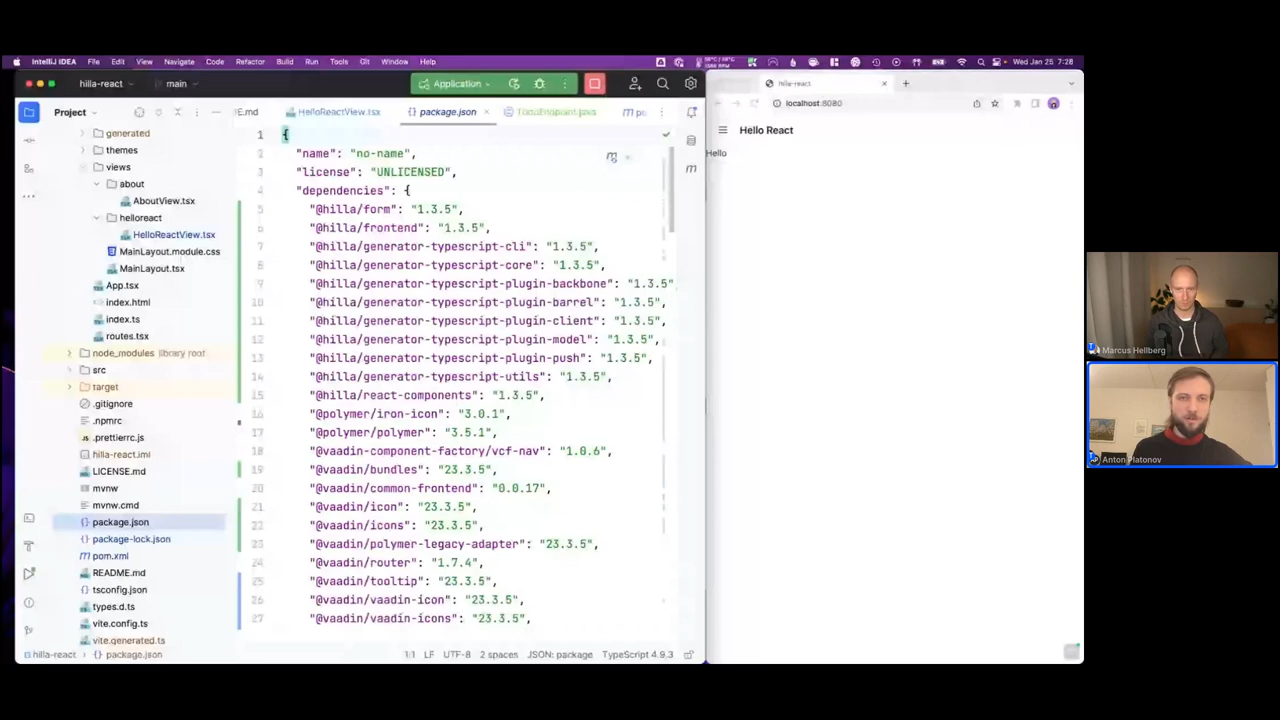 IntelliJ IDEA File Edit View Navigate Code Refactor Build Run Tools Git Window Help
Wed Jan 25 7:28
hilla-react main Application
hilla-react
localhost:8080
Project
HelloReactView.tsx package.json TodoEndpoint.java
generated
themes
views
about
AboutView.tsx
helloreact
HelloReactView.tsx
MainLayout.module.css
MainLayout.tsx
App.tsx
index.html
index.ts
routes.tsx
node_modules library root
src
target
.gitignore
.npmrc
.prettierrc.js
hilla-react.iml
LICENSE.md
mvnw
mvnw.cmd
package.json
package-lock.json
pom.xml
README.md
tsconfig.json
types.d.ts
vite.config.ts
vite.generated.ts
1 {
2 "name": "no-name",
3 "license": "UNLICENSED",
4 "dependencies": {
5 "@hilla/form": "1.3.5",
6 "@hilla/frontend": "1.3.5",
7 "@hilla/generator-typescript-cli": "1.3.5",
8 "@hilla/generator-typescript-core": "1.3.5",
9 "@hilla/generator-typescript-plugin-backbone": "1.3.5",
10 "@hilla/generator-typescript-plugin-barrel": "1.3.5",
11 "@hilla/generator-typescript-plugin-client": "1.3.5",
12 "@hilla/generator-typescript-plugin-model": "1.3.5",
13 "@hilla/generator-typescript-plugin-push": "1.3.5",
14 "@hilla/generator-typescript-utils": "1.3.5",
15 "@hilla/react-components": "1.3.5",
16 "@polymer/iron-icon": "3.0.1",
17 "@polymer/polymer": "3.5.1",
18 "@vaadin-component-factory/vcf-nav": "1.0.6",
19 "@vaadin/bundles": "23.3.5",
20 "@vaadin/common-frontend": "0.0.17",
21 "@vaadin/icon": "23.3.5",
22 "@vaadin/icons": "23.3.5",
23 "@vaadin/polymer-legacy-adapter": "23.3.5",
24 "@vaadin/router": "1.7.4",
25 "@vaadin/tooltip": "23.3.5",
26 "@vaadin/vaadin-icon": "23.3.5",
27 "@vaadin/vaadin-icons": "23.3.5",
hilla-react package.json
1:1 LF UTF-8 2 spaces JSON: package TypeScript 4.9.3
Hello React
Hello
Marcus Hellberg
Anton Platonov